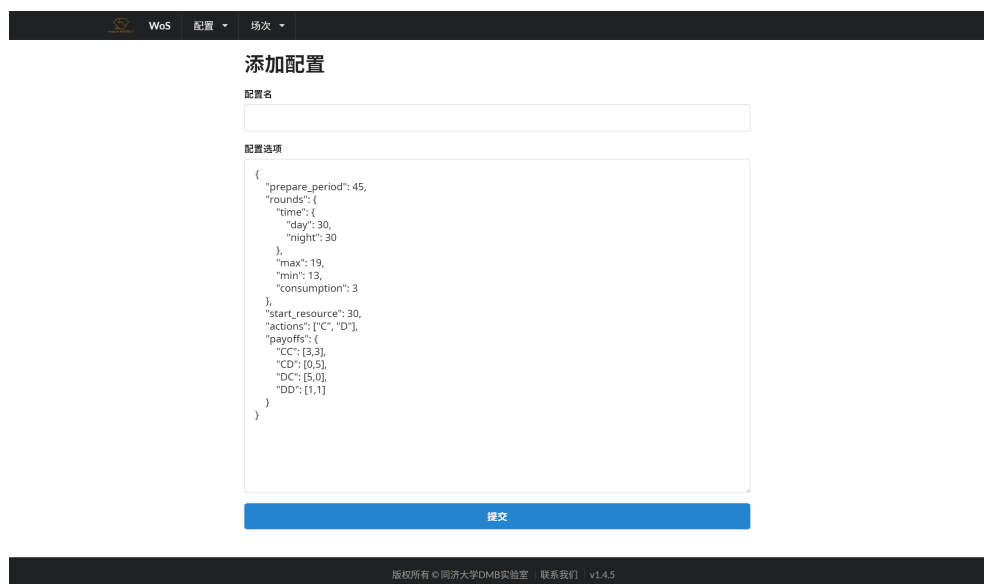 WoS 配置 场次
添加配置
配置名
配置选项
{
"prepare_period": 45,
"rounds": {
"time": {
"day": 30,
"night": 30
},
"max": 19,
"min": 13,
"consumption": 3
},
"start_resource": 30,
"actions": ["C", "D"],
"payoffs": {
"CC": [3,3],
"CD": [0,5],
"DC": [5,0],
"DD": [1,1]
}
}
提交
版权所有 © 同济大学DMB实验室 联系我们 v1.4.5